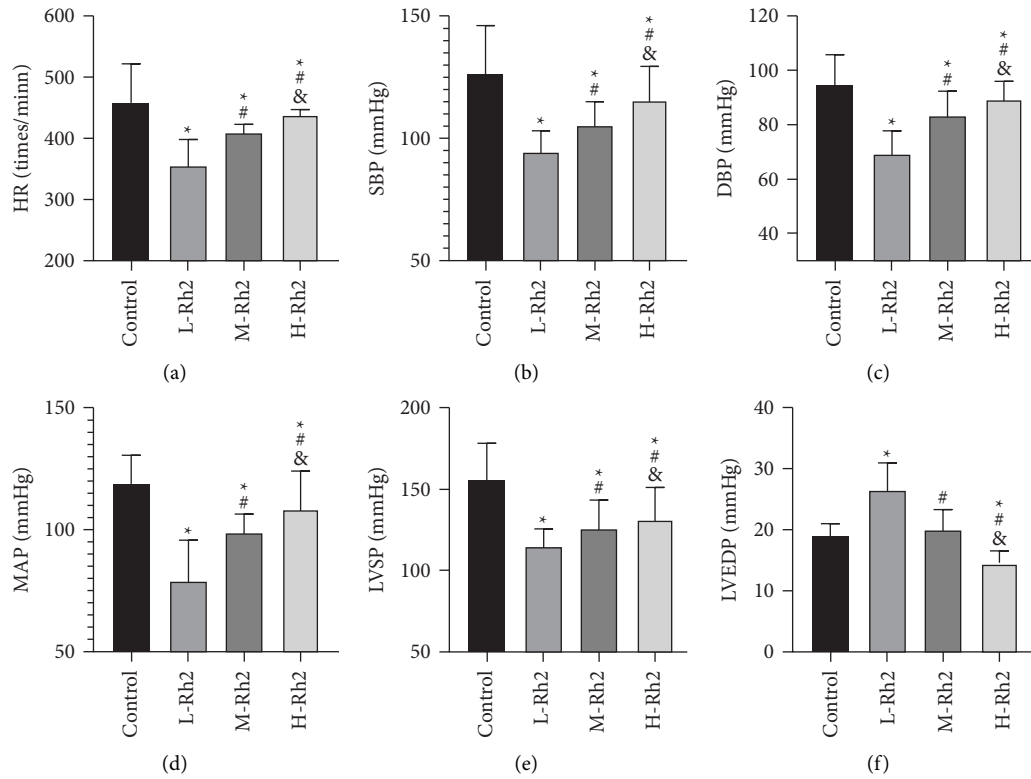 HR (times/minn)
600
500
400
300
200
*
*
#
*
#
&
Control
L-Rh2
M-Rh2
H-Rh2
(a)
SBP (mmHg)
150
100
50
*
*
#
*
#
&
Control
L-Rh2
M-Rh2
H-Rh2
(b)
DBP (mmHg)
120
100
80
60
40
*
*
#
*
#
&
Control
L-Rh2
M-Rh2
H-Rh2
(c)
MAP (mmHg)
150
100
50
*
*
#
*
#
&
Control
L-Rh2
M-Rh2
H-Rh2
(d)
LVSP (mmHg)
200
150
100
50
*
*
#
*
#
&
Control
L-Rh2
M-Rh2
H-Rh2
(e)
LVEDP (mmHg)
40
30
20
10
0
*
#
*
#
&
Control
L-Rh2
M-Rh2
H-Rh2
(f)